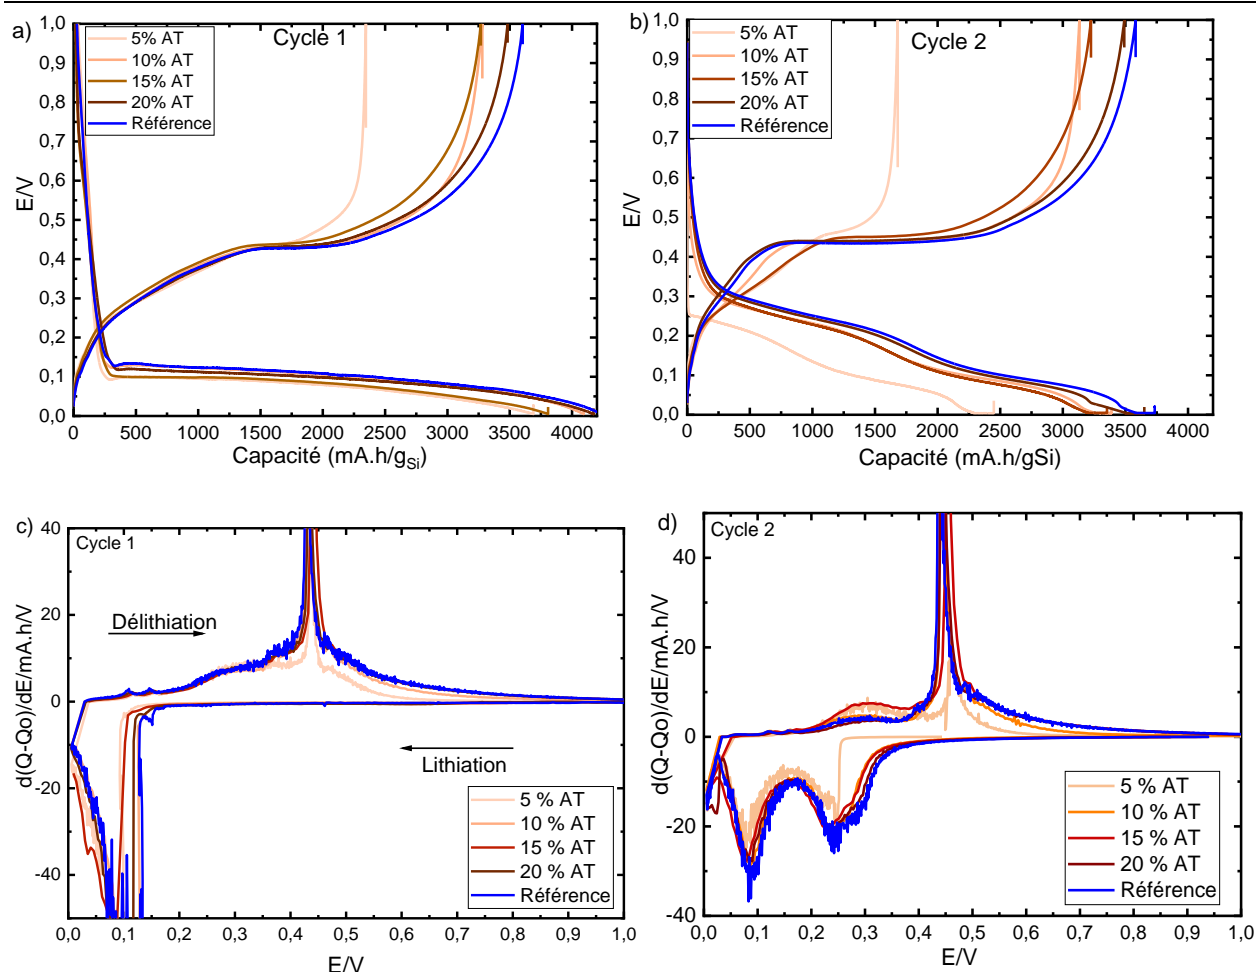 a)
Cycle 1
5% AT
10% AT
15% AT
20% AT
Référence
1,0
0,9
0,8
0,7
0,6
0,5
0,4
0,3
0,2
0,1
0,0
E/V
0 500 1000 1500 2000 2500 3000 3500 4000
Capacité (mA.h/gSi)
b)
Cycle 2
5% AT
10% AT
15% AT
20% AT
Référence
1,0
0,9
0,8
0,7
0,6
0,5
0,4
0,3
0,2
0,1
0,0
E/V
0 500 1000 1500 2000 2500 3000 3500 4000
Capacité (mA.h/gSi)
c)
Cycle 1
Délithiation
Lithiation
5 % AT
10 % AT
15 % AT
20 % AT
Référence
40
20
0
-20
-40
d(Q-Qo)/dE/mA.h/V
0,0 0,1 0,2 0,3 0,4 0,5 0,6 0,7 0,8 0,9 1,0
E/V
d)
Cycle 2
5 % AT
10 % AT
15 % AT
20 % AT
Référence
40
20
0
-20
-40
d(Q-Qo)/dE/mA.h/V
0,0 0,1 0,2 0,3 0,4 0,5 0,6 0,7 0,8 0,9 1,0
E/V